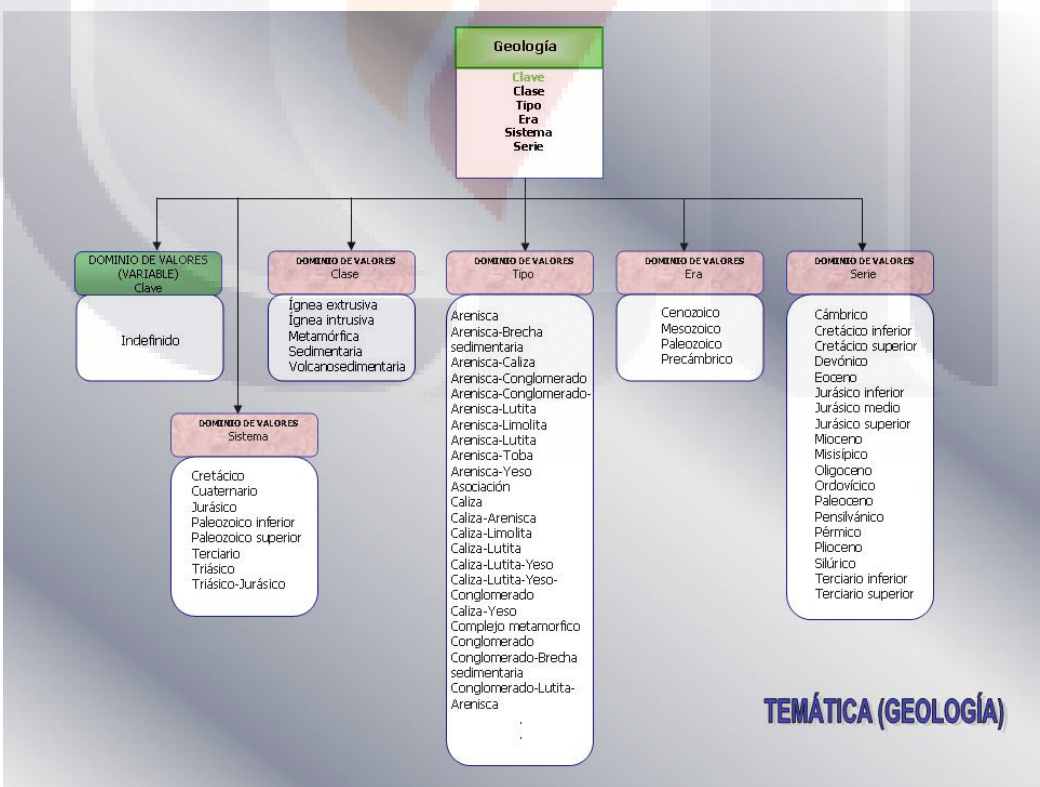 Geología
Clave
Clase
Tipo
Era
Sistema
Serie
DOMINIO DE VALORES
(VARIABLE)
Clave
Indefinido
DOMINIO DE VALORES
Sistema
Cretácico
Cuaternario
Jurásico
Paleozoico inferior
Paleozoico superior
Terciario
Triásico
Triásico-Jurásico
DOMINIO DE VALORES
Clase
Ígnea extrusiva
Ígnea intrusiva
Metamórfica
Sedimentaria
Volcanosedimentaria
DOMINIO DE VALORES
Tipo
Arenisca
Arenisca-Brecha
sedimentaria
Arenisca-Caliza
Arenisca-Conglomerado
Arenisca-Conglomerado-
Arenisca-Lutita
Arenisca-Limolita
Arenisca-Lutita
Arenisca-Toba
Arenisca-Yeso
Asociación
Caliza
Caliza-Arenisca
Caliza-Limolita
Caliza-Lutita
Caliza-Lutita-Yeso
Caliza-Lutita-Yeso-
Conglomerado
Caliza-Yeso
Complejo metamorfico
Conglomerado
Conglomerado-Brecha
sedimentaria
Conglomerado-Lutita-
Arenisca
.
.
DOMINIO DE VALORES
Era
Cenozoico
Mesozoico
Paleozoico
Precámbrico
DOMINIO DE VALORES
Serie
Cámbrico
Cretácico inferior
Cretácico superior
Devónico
Eoceno
Jurásico inferior
Jurásico medio
Jurásico superior
Mioceno
Misisípico
Oligoceno
Ordovícico
Paleoceno
Pensilvánico
Pérmico
Plioceno
Silúrico
Terciario inferior
Terciario superior
TEMÁTICA (GEOLOGÍA)